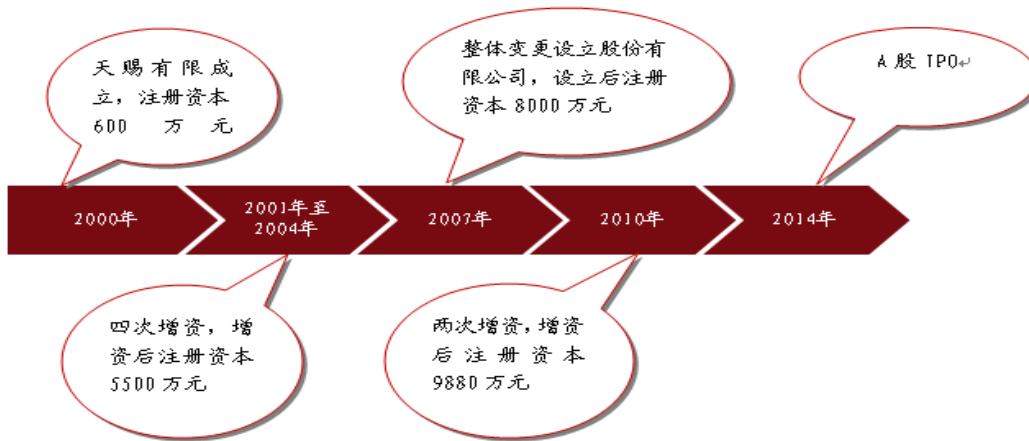 天赐有限成
立，注册资本
600 万元
整体变更设立股份有
限公司，设立后注册
资本 8000 万元
A 股 IPO↵
2000年
2001年至
2004年
2007年
2010年
2014年
四次增资，增
资后注册资本
5500 万元
两次增资，增资
后注册资本
9880 万元